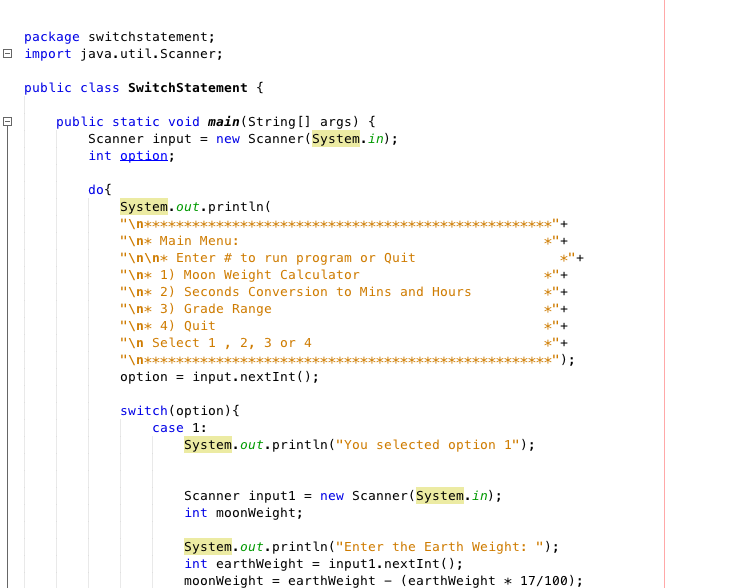 package switchstatement;
import java.util.Scanner;
public class SwitchStatement {
public static void main(String[] args) {
Scanner input = new Scanner(System.in);
int option;
do{
System.out.println(
"\n***************************************************"+
"\n* Main Menu:                                      *"+
"\n\n* Enter # to run program or Quit                  *"+
"\n* 1) Moon Weight Calculator                       *"+
"\n* 2) Seconds Conversion to Mins and Hours         *"+
"\n* 3) Grade Range                                  *"+
"\n* 4) Quit                                         *"+
"\n Select 1 , 2, 3 or 4                             *"+
"\n***************************************************");
option = input.nextInt();
switch(option){
case 1:
System.out.println("You selected option 1");
Scanner input1 = new Scanner(System.in);
int moonWeight;
System.out.println("Enter the Earth Weight: ");
int earthWeight = input1.nextInt();
moonWeight = earthWeight - (earthWeight * 17/100);